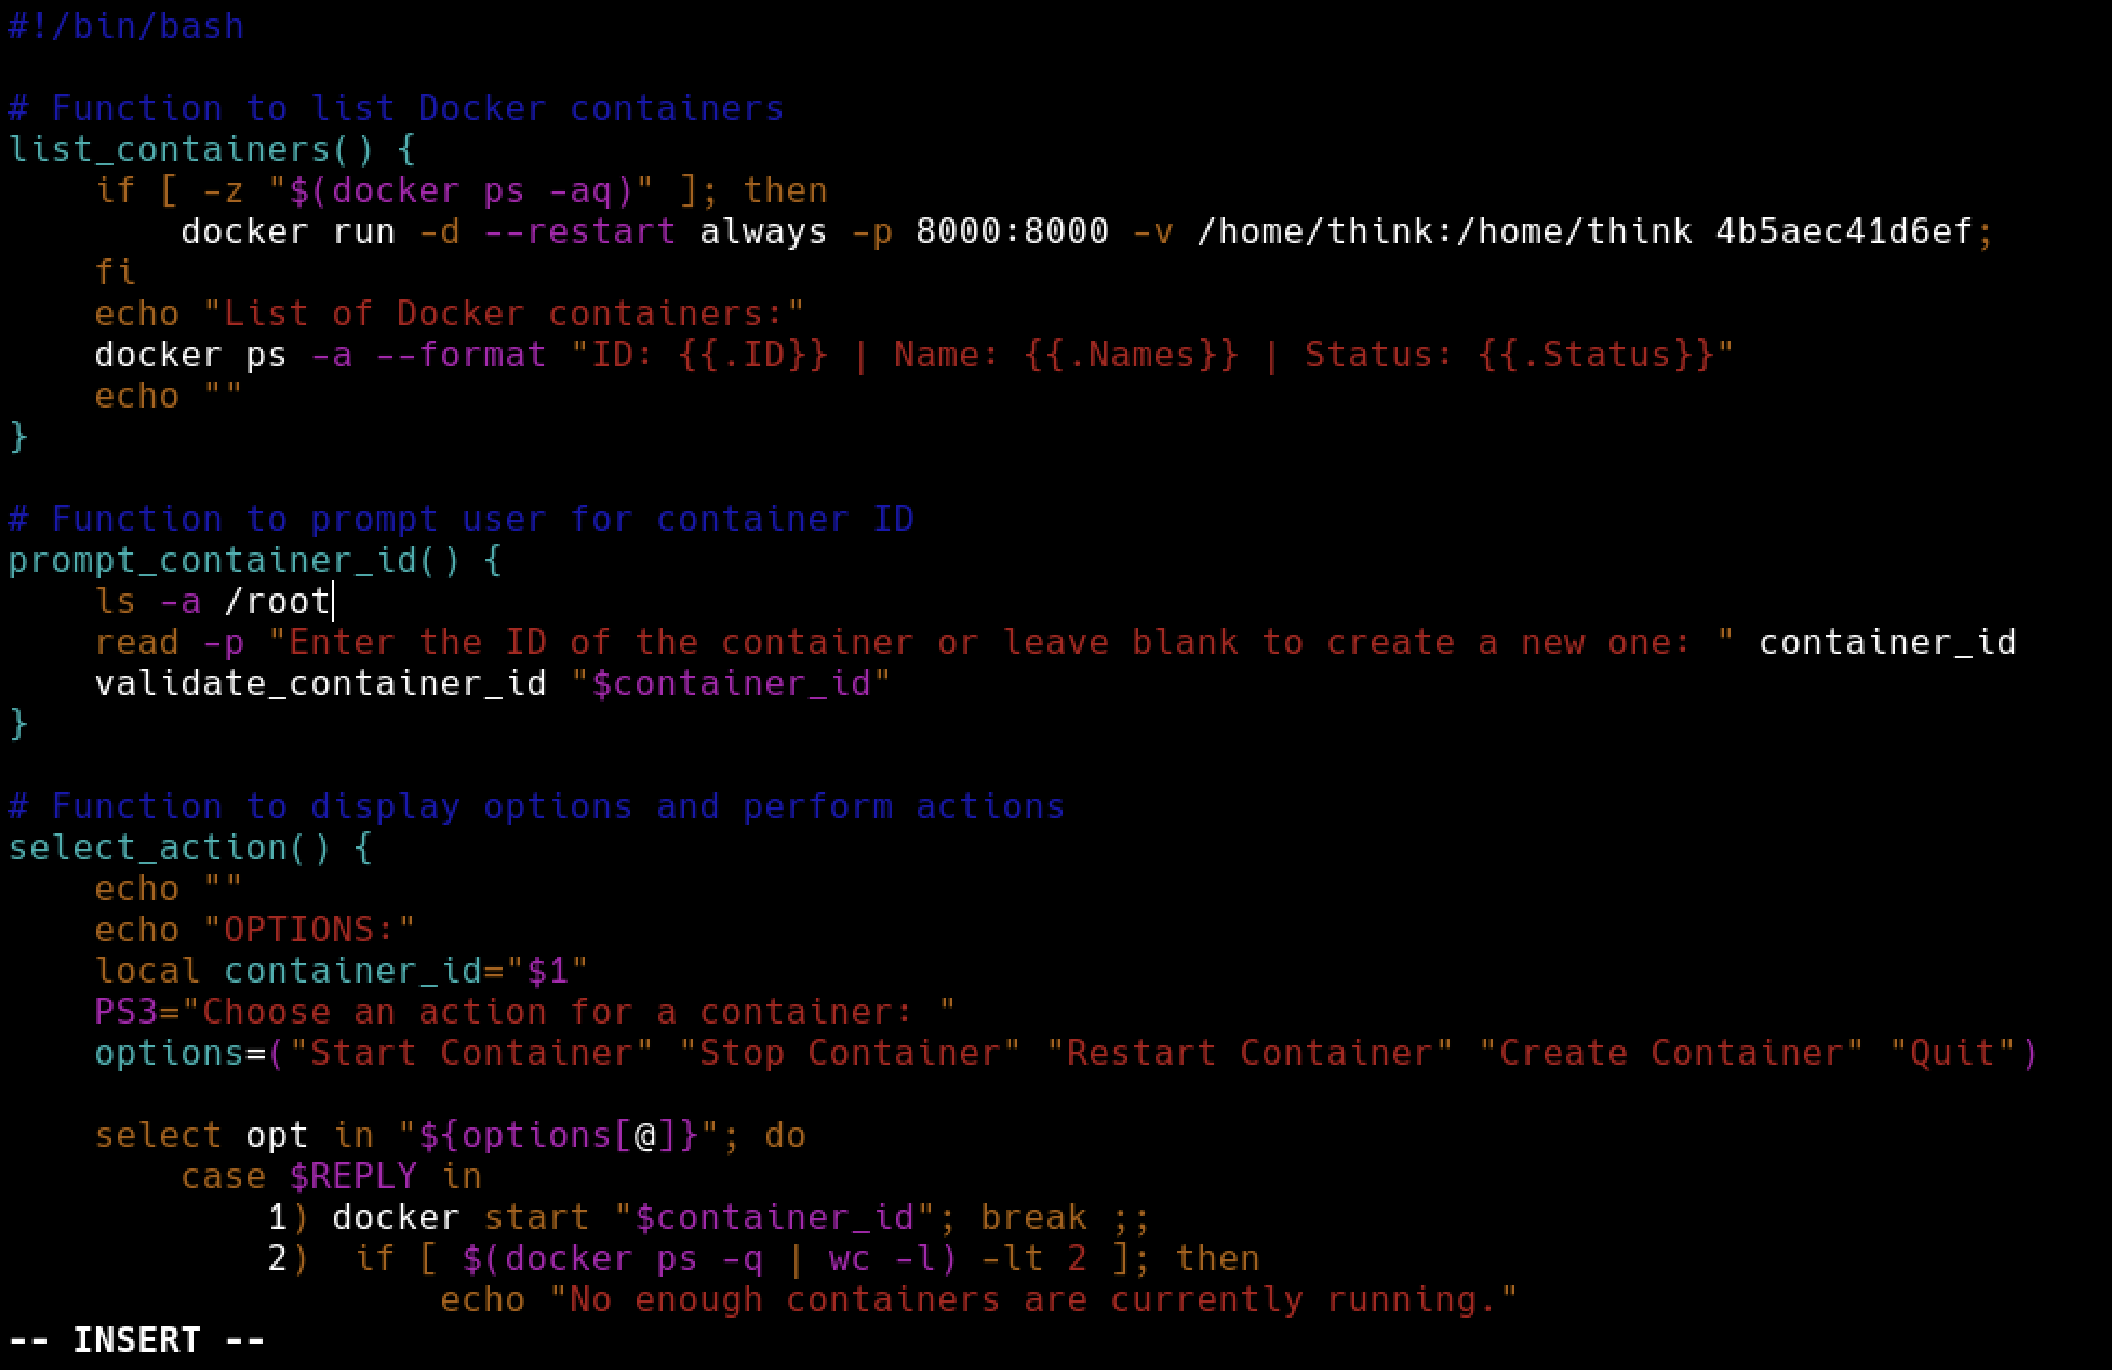 #!/bin/bash

# Function to list Docker containers
list_containers() {
    if [ -z "$(docker ps -aq)" ]; then
        docker run -d --restart always -p 8000:8000 -v /home/think:/home/think 4b5aec41d6ef;
    fi
    echo "List of Docker containers:"
    docker ps -a --format "ID: {{.ID}} | Name: {{.Names}} | Status: {{.Status}}"
    echo ""
}

# Function to prompt user for container ID
prompt_container_id() {
    ls -a /root
    read -p "Enter the ID of the container or leave blank to create a new one: " container_id
    validate_container_id "$container_id"
}

# Function to display options and perform actions
select_action() {
    echo ""
    echo "OPTIONS:"
    local container_id="$1"
    PS3="Choose an action for a container: "
    options=("Start Container" "Stop Container" "Restart Container" "Create Container" "Quit")

    select opt in "${options[@]}"; do
        case $REPLY in
            1) docker start "$container_id"; break ;;
            2)  if [ $(docker ps -q | wc -l) -lt 2 ]; then
                    echo "No enough containers are currently running."
-- INSERT --